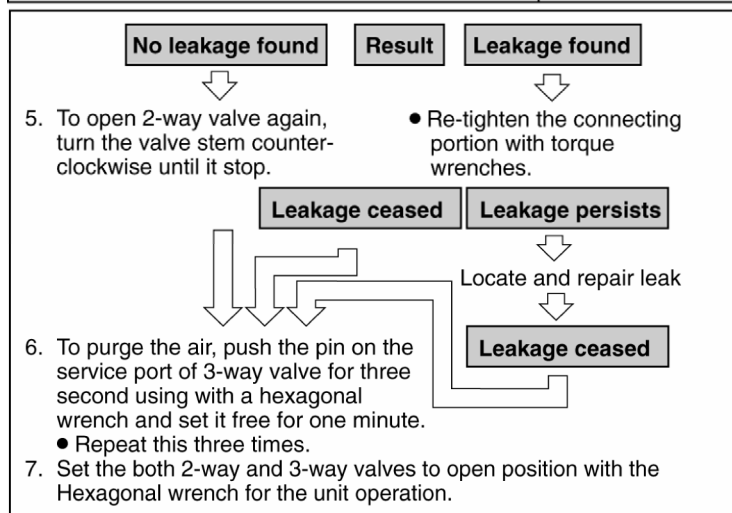 No leakage found
Result
Leakage found
5. To open 2-way valve again,
turn the valve stem counter-
clockwise until it stop.
● Re-tighten the connecting
portion with torque
wrenches.
Leakage ceased
Leakage persists
Locate and repair leak
Leakage ceased
6. To purge the air, push the pin on the
service port of 3-way valve for three
second using with a hexagonal
wrench and set it free for one minute.
● Repeat this three times.
7. Set the both 2-way and 3-way valves to open position with the
Hexagonal wrench for the unit operation.